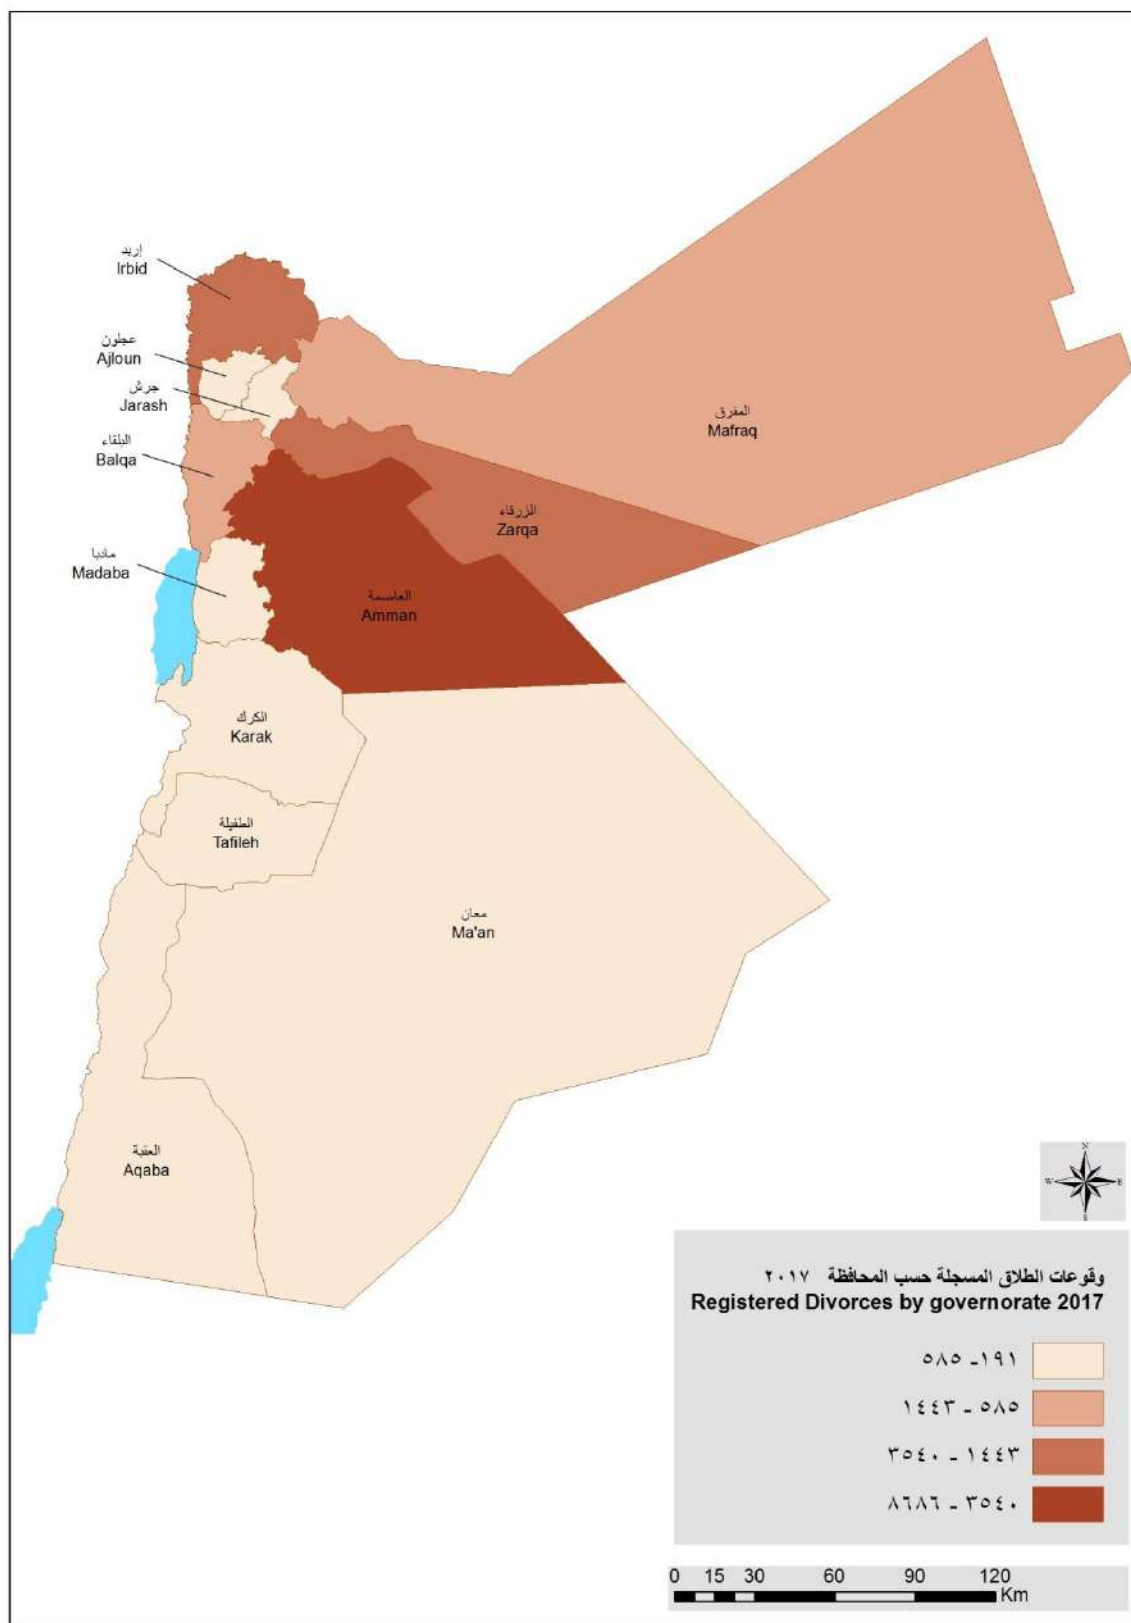 إربد
Irbid
عجلون
Ajloun
جرش
Jarash
المفرق
Mafraq
البلقاء
Balqa
الزرقاء
Zarqa
مادبا
Madaba
العاصمة
Amman
الكرك
Karak
الطفيلة
Tafileh
معان
Ma'an
العقبة
Aqaba
N
W E
S
وقوعات الطلاق المسجلة حسب المحافظة ٢٠١٧
Registered Divorces by governorate 2017
١٩١- ٥٨٥
٥٨٥ - ١٤٤٣
١٤٤٣ - ٣٥٤٠
٣٥٤٠ - ٨٦٨٦
0 15 30 60 90 120
Km